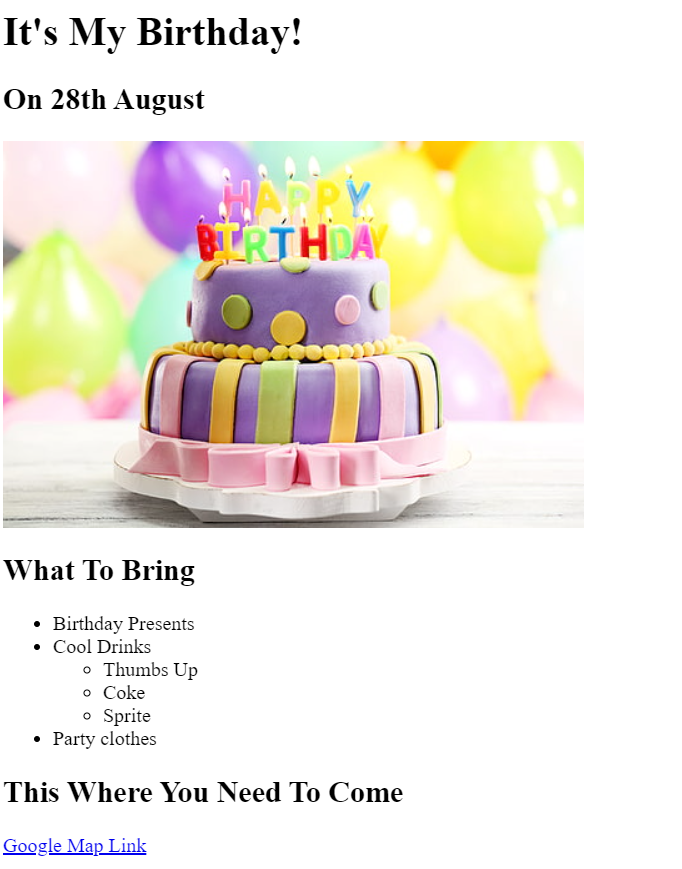 It's My Birthday!
On 28th August
HAPPY
BIRTHDAY
What To Bring
Birthday Presents
Cool Drinks
Thumbs Up
Coke
Sprite
Party clothes
This Where You Need To Come
Google Map Link